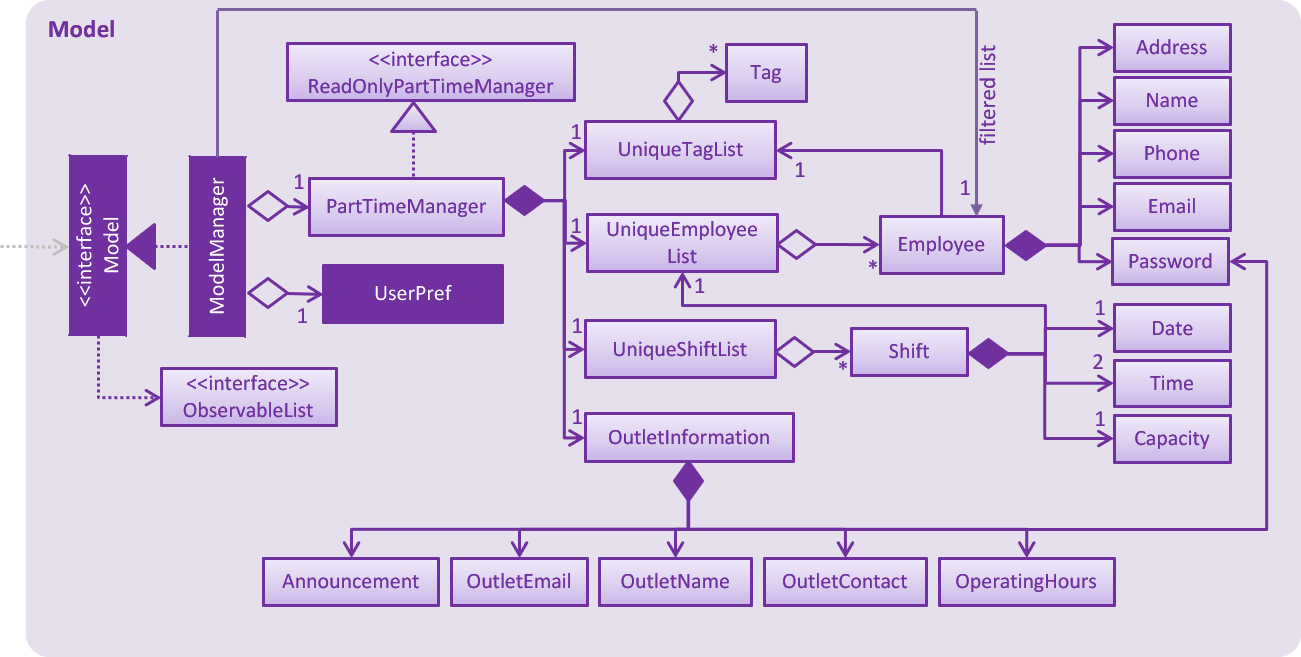 Model
<<interface>>
ReadOnlyPartTimeManager
*
Tag
filtered list
Address
Name
Phone
Email
Password
1
UniqueTagList
1
<<interface>>
Model
ModelManager
1
PartTimeManager
1
UniqueEmployee
List
*
1
Employee
1
UserPref
1
1
UniqueShiftList
*
Shift
1
Date
2
Time
1
Capacity
<<interface>>
ObservableList
1
OutletInformation
Announcement
OutletEmail
OutletName
OutletContact
OperatingHours